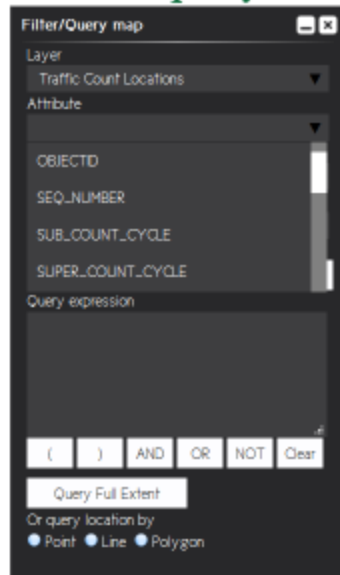 Filter/Query map
Layer
Traffic Count Locations
Attribute
OBJECTID
SEQ_NUMBER
SUB_COUNT_CYCLE
SUPER_COUNT_CYCLE
Query expression
( ) AND OR NOT Clear
Query Full Extent
Or query location by
Point Line Polygon